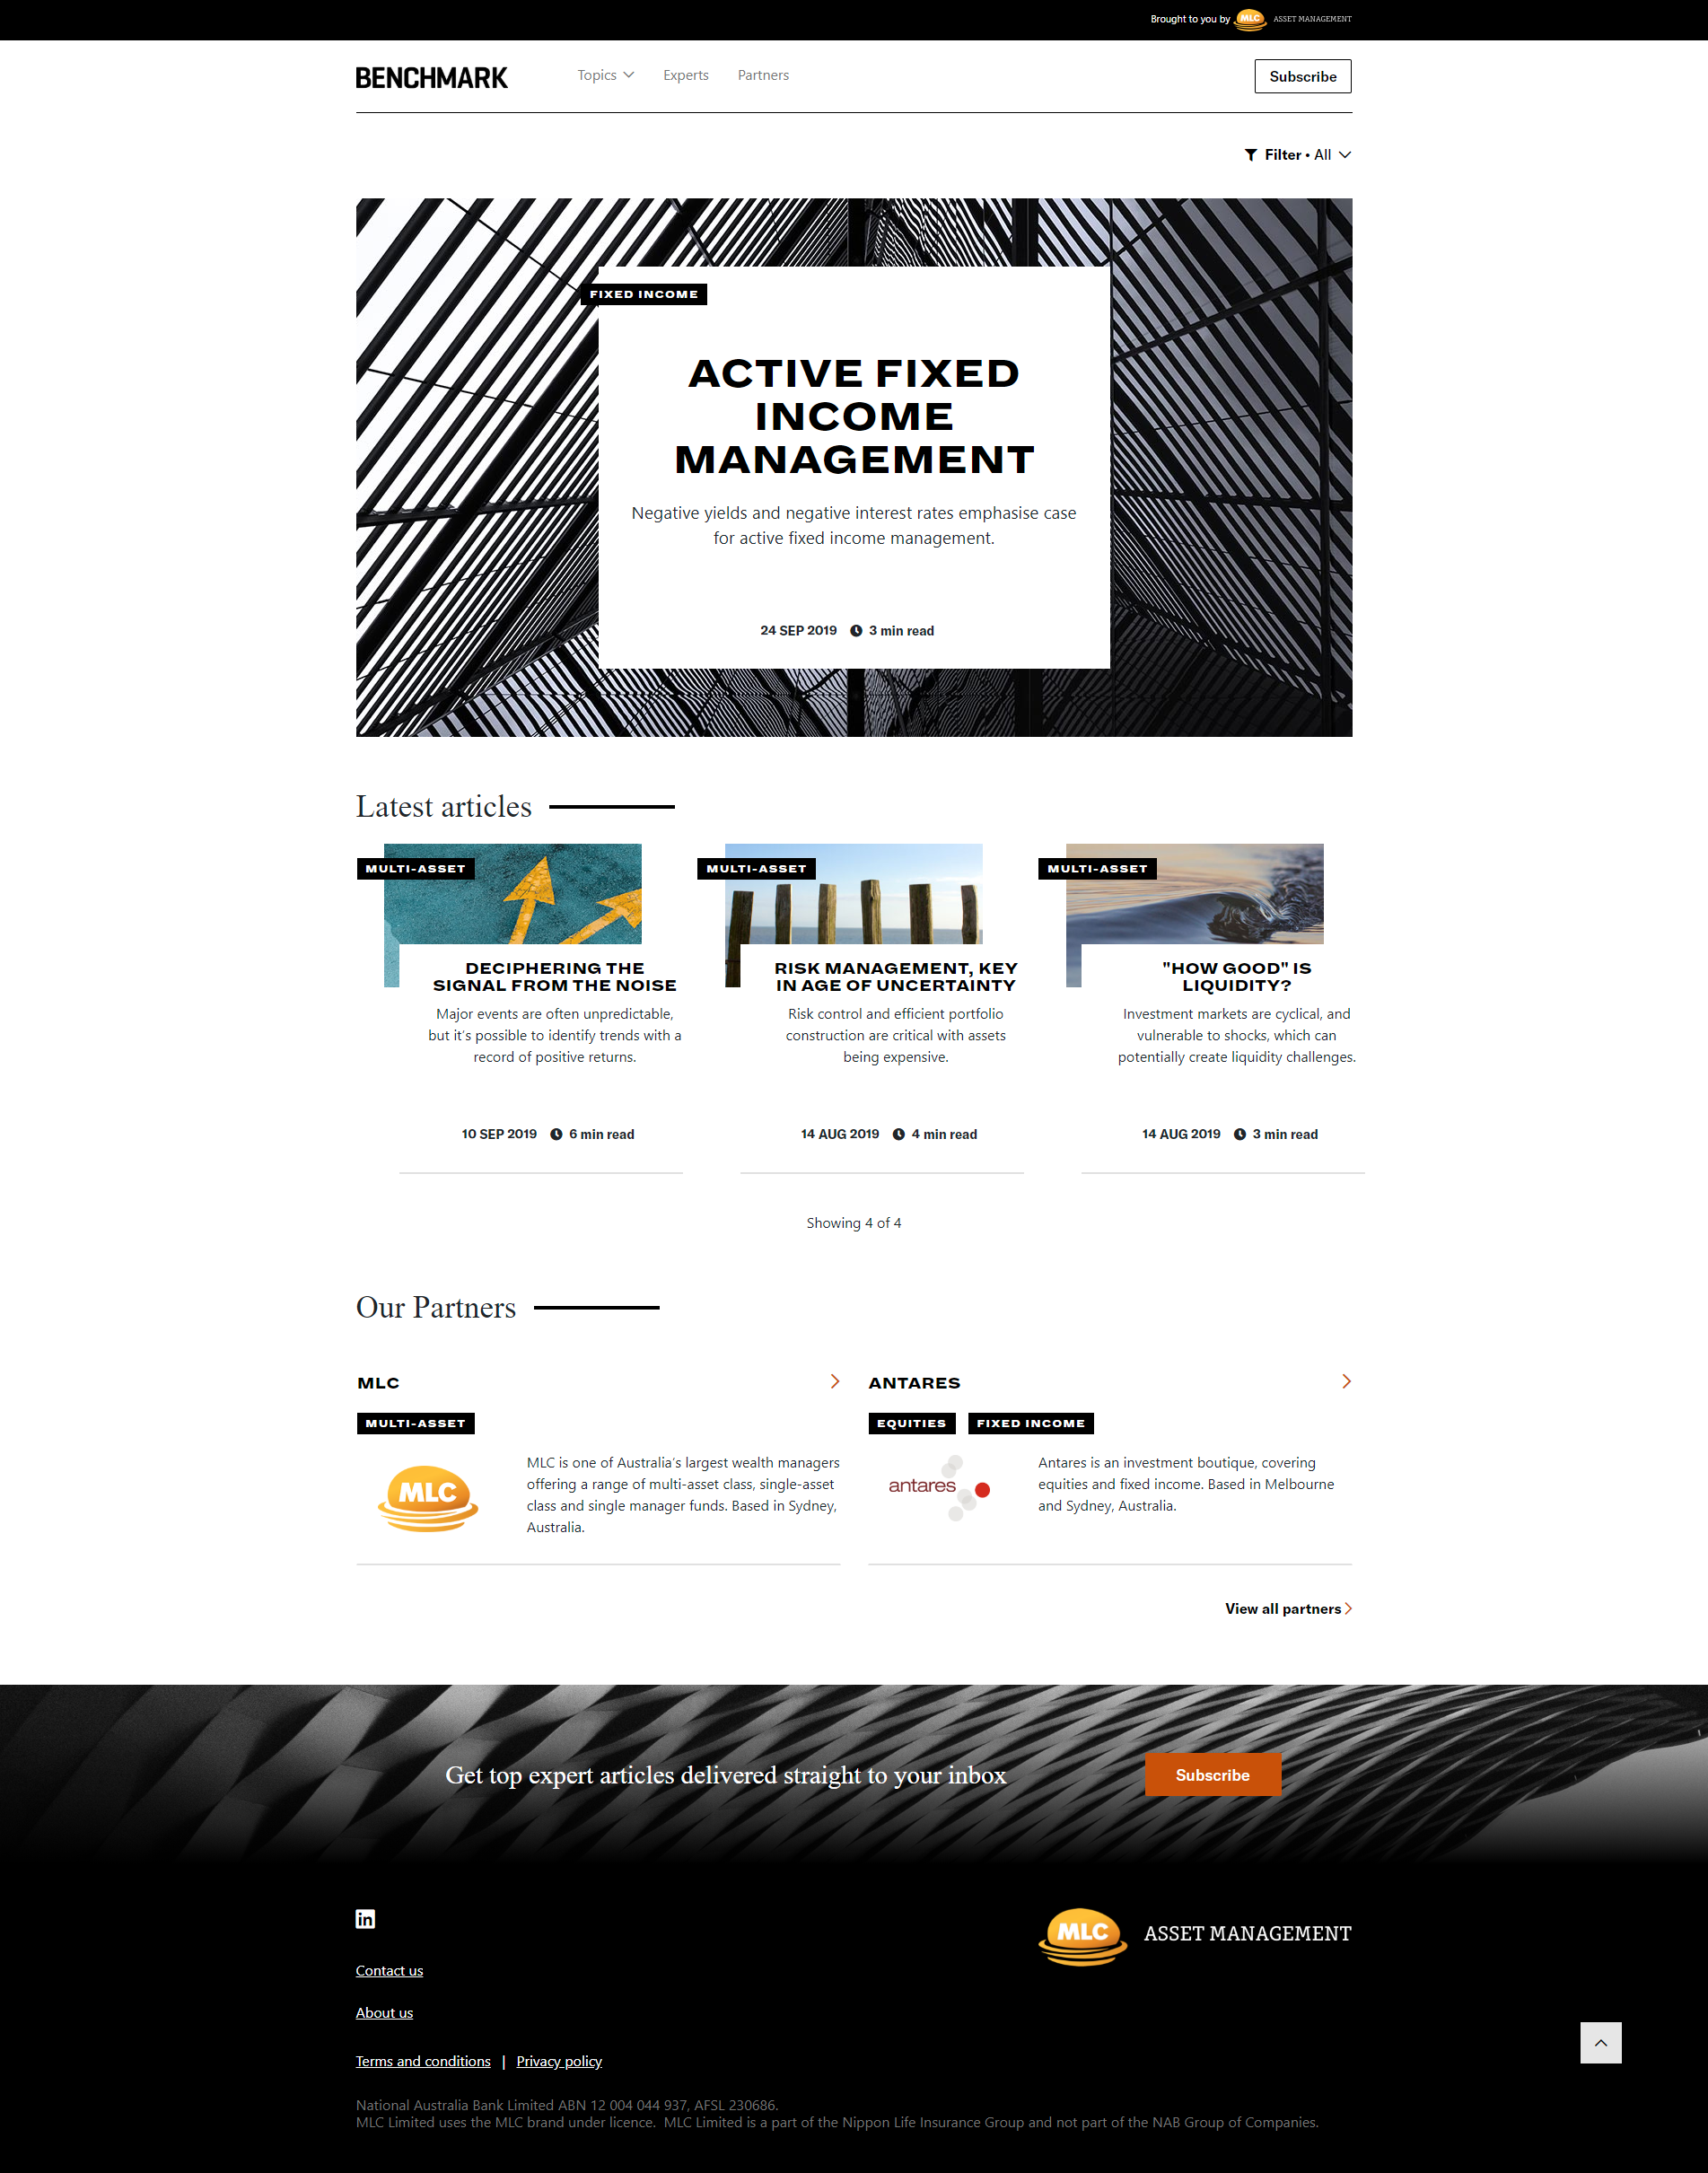 Brought to you by MLC ASSET MANAGEMENT
BENCHMARK
Topics
Experts
Partners
Subscribe
Filter • All
FIXED INCOME
ACTIVE FIXED
INCOME
MANAGEMENT
Negative yields and negative interest rates emphasise case
for active fixed income management.
24 SEP 2019 3 min read
Latest articles
MULTI-ASSET
DECIPHERING THE
SIGNAL FROM THE NOISE
Major events are often unpredictable,
but it's possible to identify trends with a
record of positive returns.
10 SEP 2019 6 min read
MULTI-ASSET
RISK MANAGEMENT, KEY
IN AGE OF UNCERTAINTY
Risk control and efficient portfolio
construction are critical with assets
being expensive.
14 AUG 2019 4 min read
MULTI-ASSET
"HOW GOOD" IS
LIQUIDITY?
Investment markets are cyclical, and
vulnerable to shocks, which can
potentially create liquidity challenges.
14 AUG 2019 3 min read
Showing 4 of 4
Our Partners
MLC
MULTI-ASSET
MLC
MLC is one of Australia's largest wealth managers
offering a range of multi-asset class, single-asset
class and single manager funds. Based in Sydney,
Australia.
ANTARES
EQUITIES FIXED INCOME
antares
Antares is an investment boutique, covering
equities and fixed income. Based in Melbourne
and Sydney, Australia.
View all partners
Get top expert articles delivered straight to your inbox
Subscribe
in
MLC ASSET MANAGEMENT
Contact us
About us
Terms and conditions | Privacy policy
National Australia Bank Limited ABN 12 004 044 937, AFSL 230686.
MLC Limited uses the MLC brand under licence. MLC Limited is a part of the Nippon Life Insurance Group and not part of the NAB Group of Companies.